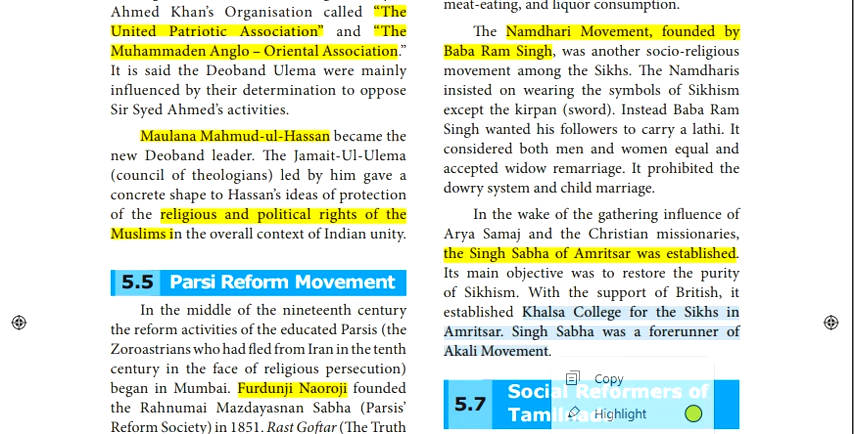 Ahmed Khan's Organisation called “The
United Patriotic Association” and “The
Muhammaden Anglo – Oriental Association.”
It is said the Deoband Ulema were mainly
influenced by their determination to oppose
Sir Syed Ahmed's activities.
Maulana Mahmud-ul-Hassan became the
new Deoband leader. The Jamait-Ul-Ulema
(council of theologians) led by him gave a
concrete shape to Hassan's ideas of protection
of the religious and political rights of the
Muslims in the overall context of Indian unity.
5.5 Parsi Reform Movement
In the middle of the nineteenth century
the reform activities of the educated Parsis (the
Zoroastrians who had fled from Iran in the tenth
century in the face of religious persecution)
began in Mumbai. Furdunji Naoroji founded
the Rahnumai Mazdayasnan Sabha (Parsis'
Reform Society) in 1851. Rast Goftar (The Truth
meat-eating, and liquor consumption.
The Namdhari Movement, founded by
Baba Ram Singh, was another socio-religious
movement among the Sikhs. The Namdharis
insisted on wearing the symbols of Sikhism
except the kirpan (sword). Instead Baba Ram
Singh wanted his followers to carry a lathi. It
considered both men and women equal and
accepted widow remarriage. It prohibited the
dowry system and child marriage.
In the wake of the gathering influence of
Arya Samaj and the Christian missionaries,
the Singh Sabha of Amritsar was established.
Its main objective was to restore the purity
of Sikhism. With the support of British, it
established Khalsa College for the Sikhs in
Amritsar. Singh Sabha was a forerunner of
Akali Movement.
Copy
5.7 Social Reformers of
Highlight